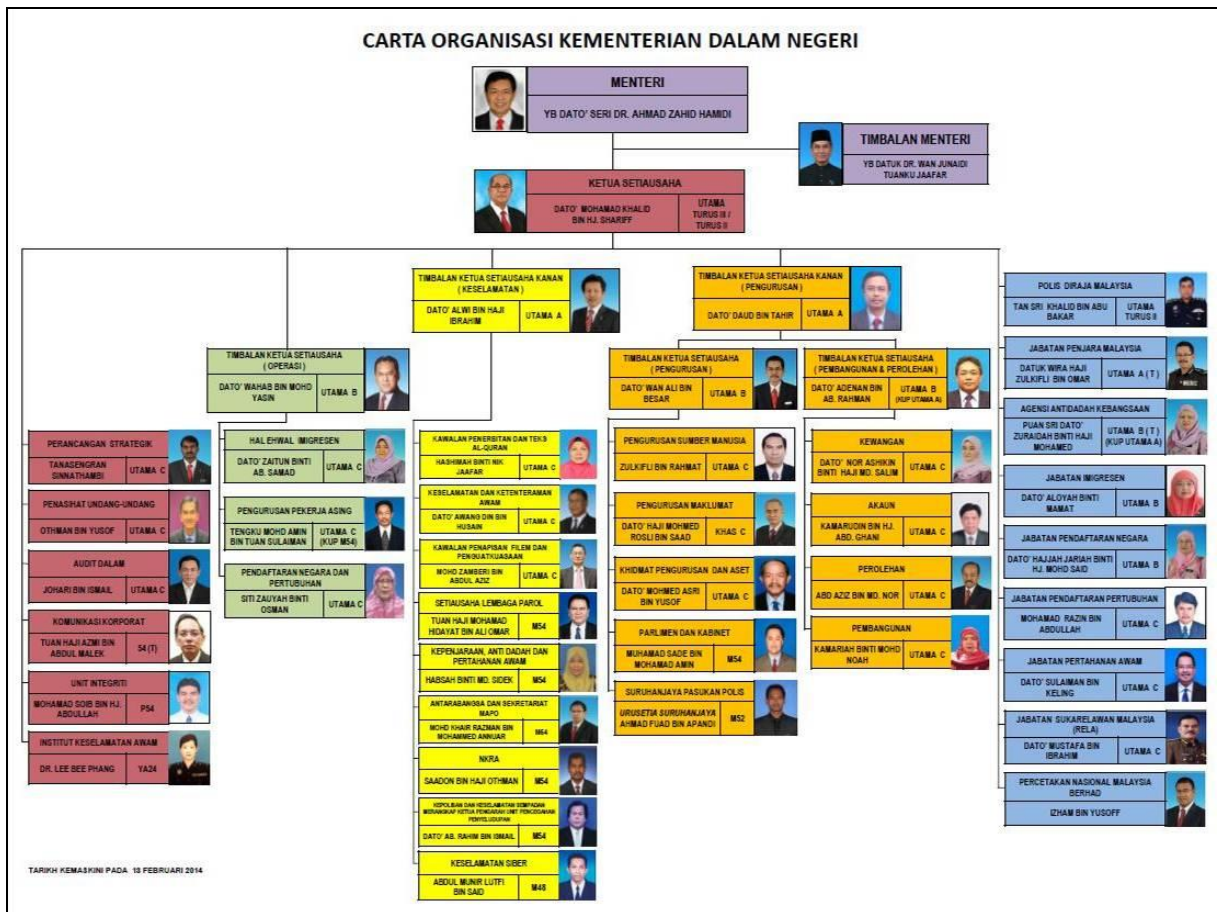 CARTA ORGANISASI KEMENTERIAN DALAM NEGERI
MENTERI
YB DATO' SERI DR. AHMAD ZAHID HAMIDI
TIMBALAN MENTERI
YB DATUK DR. WAN JUNAIDI
TUANKU JAAFAR
KETUA SETIAUSAHA
DATO' MOHAMAD KHALID
BIN HJ. SHARIFF
UTAMA
TURUS III /
TURUS II
TIMBALAN KETUA SETIAUSAHA KANAN
( KESELAMATAN )
DATO' ALWI BIN HAJI
IBRAHIM
UTAMA A
TIMBALAN KETUA SETIAUSAHA KANAN
( PENGURUSAN )
DATO' DAUD BIN TAHIR
UTAMA A
TIMBALAN KETUA SETIAUSAHA
( OPERASI )
DATO' WAHAB BIN MOHD
YASIN
UTAMA B
TIMBALAN KETUA SETIAUSAHA
(PENGURUSAN)
DATO' WAN ALI BIN
BESAR
UTAMA B
TIMBALAN KETUA SETIAUSAHA
( PEMBANGUNAN & PEROLEHAN )
DATO' ADENAN BIN
AB. RAHMAN
UTAMA B
(KUP UTAMA A)
PERANCANGAN STRATEGIK
TANASENGRAN
SINNATHAMBI
UTAMA C
PENASIHAT UNDANG-UNDANG
OTHMAN BIN YUSOF
UTAMA C
AUDIT DALAM
JOHARI BIN ISMAIL
UTAMA C
KOMUNIKASI KORPORAT
TUAN HAJI AZMI BIN
ABDUL MALEK
54 (T)
UNIT INTEGRITI
MOHAMAD SOIB BIN HJ.
ABDULLAH
P54
INSTITUT KESELAMATAN AWAM
DR. LEE BEE PHANG
YA24
HAL EHWAL IMIGRESEN
DATO' ZAITUN BINTI
AB. SAMAD
UTAMA C
PENGURUSAN PEKERJA ASING
TENGKU MOHD AMIN
BIN TUAN SULAIMAN
UTAMA C
(KUP M54)
PENDAFTARAN NEGARA DAN
PERTUBUHAN
SITI ZAUYAH BINTI
OSMAN
UTAMA C
KAWALAN PENERBITAN DAN TEKS
AL-QURAN
HASHIMAH BINTI NIK
JAAFAR
UTAMA C
KESELAMATAN DAN KETENTERAMAN
AWAM
DATO' AWANG DIN BIN
HUSAIN
UTAMA C
KAWALAN PENAPISAN FILEM DAN
PENGUATKUASAAN
MOHD ZAMBERI BIN
ABDUL AZIZ
UTAMA C
SETIAUSAHA LEMBAGA PAROL
TUAN HAJI MOHAMAD
HIDAYAT BIN ALI OMAR
M54
KEPENJARAAN, ANTI DADAH DAN
PERTAHANAN AWAM
HABSAH BINTI MD. SIDEK
M54
ANTARABANGSA DAN SEKRETARIAT
MAPO
MOHD KHAIR RAZMAN BIN
MOHAMMED ANNUAR
M54
NKRA
SAADON BIN HAJI OTHMAN
M54
KEPOLISAN DAN KESELAMATAN SEMPADAN
MERANGKAP KETUA PENGARAH UNIT PENCEGAHAN
PENYELUDUPAN
DATO' AB. RAHIM BIN ISMAIL
M54
KESELAMATAN SIBER
ABDUL MUNIR LUTFI
BIN SAID
M48
PENGURUSAN SUMBER MANUSIA
ZULKIFLI BIN RAHMAT
UTAMA C
PENGURUSAN MAKLUMAT
DATO' HAJI MOHMED
ROSLI BIN SAAD
KHAS C
KHIDMAT PENGURUSAN DAN ASET
DATO' MOHMED ASRI
BIN YUSOF
UTAMA C
PARLIMEN DAN KABINET
MUHAMAD SADE BIN
MOHAMAD AMIN
M54
SURUHANJAYA PASUKAN POLIS
URUSETIA SURUHANJAYA
AHMAD FUAD BIN APANDI
M52
KEWANGAN
DATO' NOR ASHIKIN
BINTI HAJI MD. SALIM
UTAMA C
AKAUN
KAMARUDIN BIN HJ.
ABD. GHANI
UTAMA C
PEROLEHAN
ABD AZIZ BIN MD. NOR
UTAMA C
PEMBANGUNAN
KAMARIAH BINTI MOHD
NOAH
UTAMA C
POLIS DIRAJA MALAYSIA
TAN SRI KHALID BIN ABU
BAKAR
UTAMA
TURUS II
JABATAN PENJARA MALAYSIA
DATUK WIRA HAJI
ZULKIFLI BIN OMAR
UTAMA A ( T )
AGENSI ANTIDADAH KEBANGSAAN
PUAN SRI DATO'
ZURAIDAH BINTI HAJI
MOHAMED
UTAMA B ( T )
(KUP UTAMA A)
JABATAN IMIGRESEN
DATO' ALOYAH BINTI
MAMAT
UTAMA B
JABATAN PENDAFTARAN NEGARA
DATO' HAJJAH JARIAH BINTI
HJ. MOHD SAID
UTAMA B
JABATAN PENDAFTARAN PERTUBUHAN
MOHAMAD RAZIN BIN
ABDULLAH
UTAMA C
JABATAN PERTAHANAN AWAM
DATO' SULAIMAN BIN
KELING
UTAMA C
JABATAN SUKARELAWAN MALAYSIA
(RELA)
DATO' MUSTAFA BIN
IBRAHIM
UTAMA C
PERCETAKAN NASIONAL MALAYSIA
BERHAD
IZHAM BIN YUSOFF
TARIKH KEMASKINI PADA 18 FEBRUARI 2014